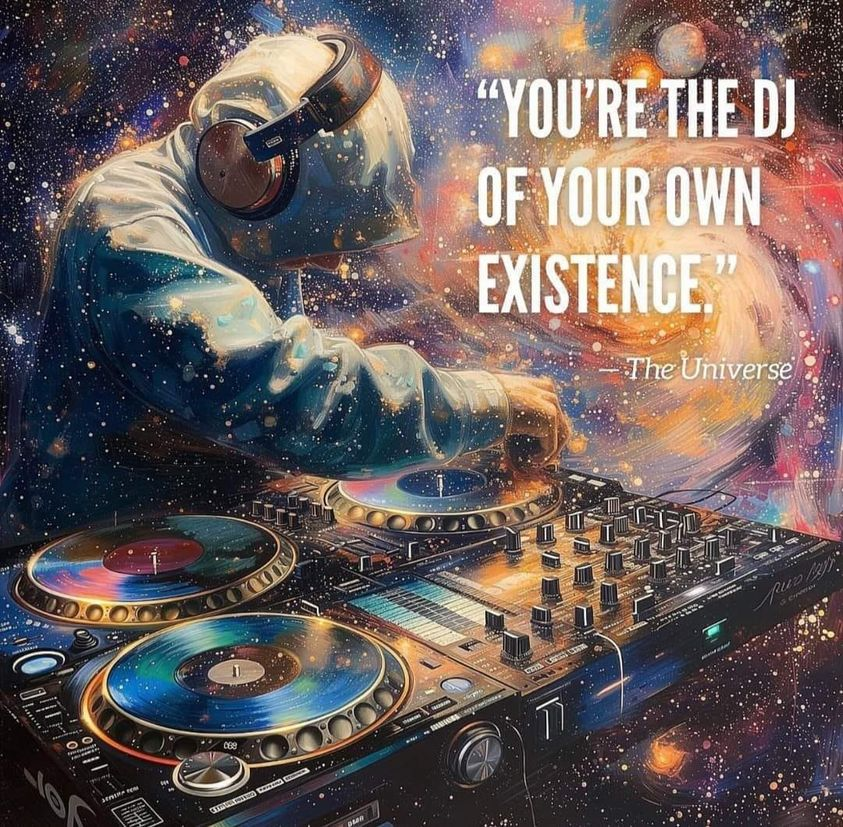 “YOU’RE THE DJ
OF YOUR OWN
EXISTENCE.”
— The Universe